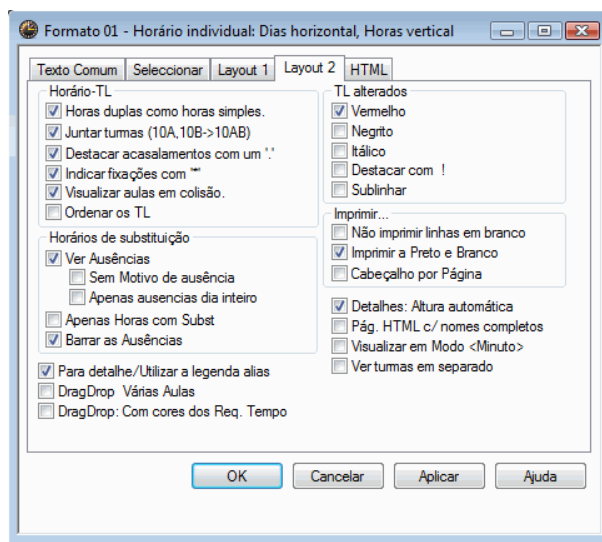 Formato 01 - Horário individual: Dias horizontal, Horas vertical
Texto Comum Seleccionar Layout 1 Layout 2 HTML
Horário-TL
Horas duplas como horas simples.
Juntar turmas (10A,10B->10AB)
Destacar acasalamentos com um '.'
Indicar fixações com '*'
Visualizar aulas em colisão.
Ordenar os TL
Horários de substituição
Ver Ausências
Sem Motivo de ausência
Apenas ausencias dia inteiro
Apenas Horas com Subst
Barrar as Ausências
Para detalhe/Utilizar a legenda alias
DragDrop Várias Aulas
DragDrop: Com cores dos Req. Tempo
TL alterados
Vermelho
Negrito
Itálico
Destacar com !
Sublinhar
Imprimir...
Não imprimir linhas em branco
Imprimir a Preto e Branco
Cabeçalho por Página
Detalhes: Altura automática
Pág. HTML c/ nomes completos
Visualizar em Modo <Minuto>
Ver turmas em separado
OK Cancelar Aplicar Ajuda